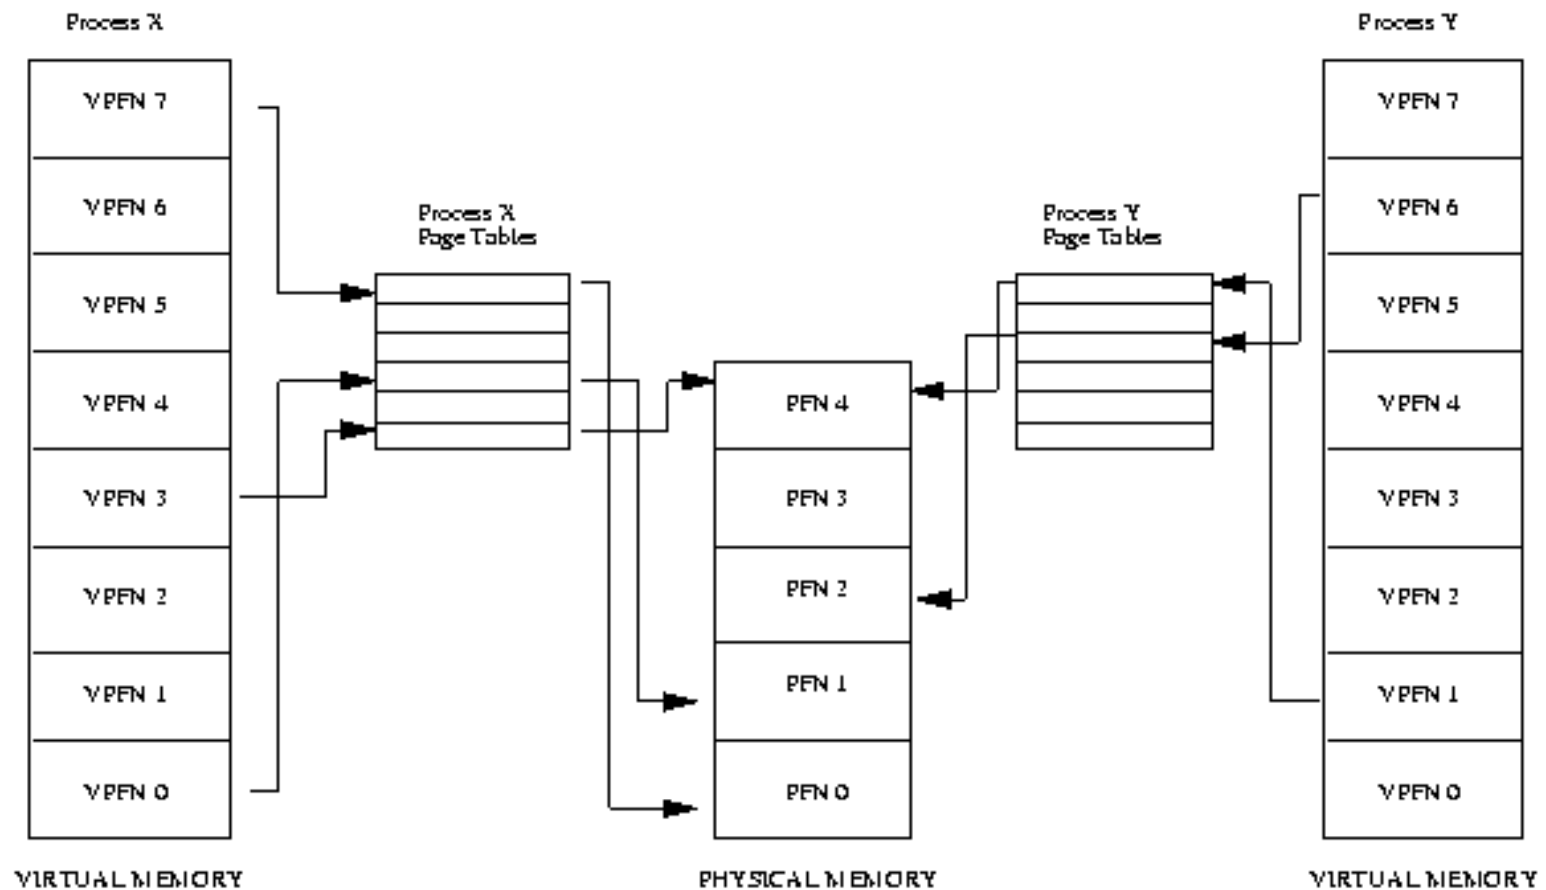 Process X
Process Y
VPFN 7
VPFN 7
VPFN 6
Process X
Page Tables
Process Y
Page Tables
VPFN 6
VPFN 5
VPFN 5
VPFN 4
PFN 4
VPFN 4
VPFN 3
PFN 3
VPFN 3
VPFN 2
PFN 2
VPFN 2
VPFN 1
PFN 1
VPFN 1
VPFN 0
PFN 0
VPFN 0
VIRTUAL MEMORY
PHYSICAL MEMORY
VIRTUAL MEMORY